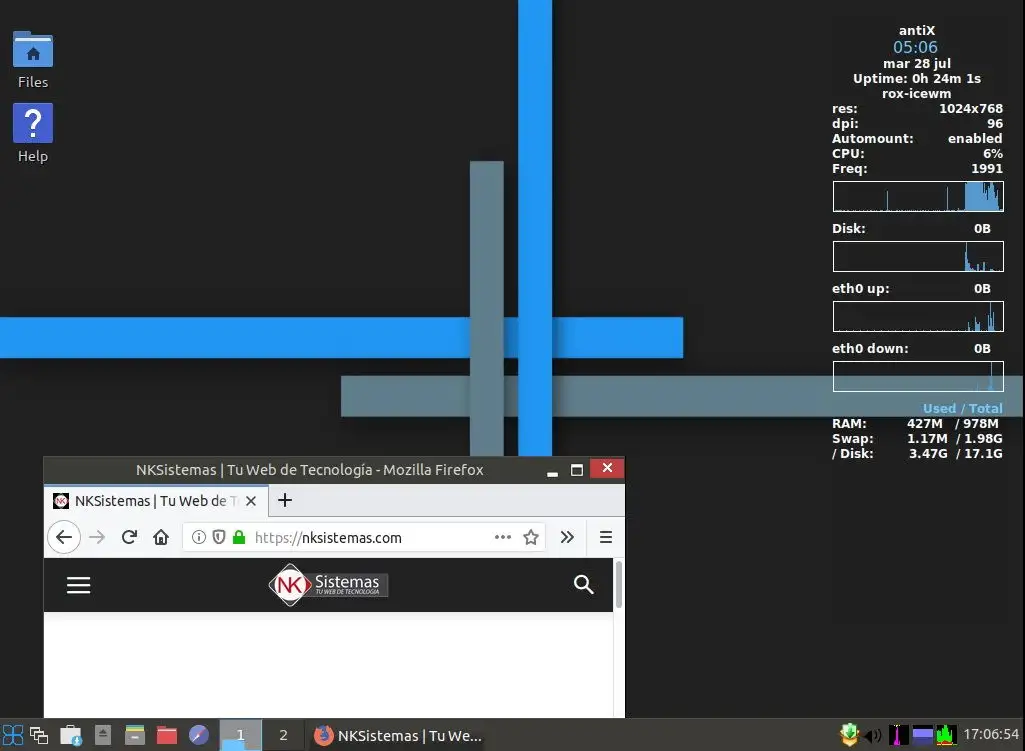 Files
Help
antiX
05:06
mar 28 jul
Uptime: 0h 24m 1s
rox-icewm
res: 1024x768
dpi: 96
Automount: enabled
CPU: 6%
Freq: 1991
Disk: 0B
eth0 up: 0B
eth0 down: 0B
Used / Total
RAM: 427M / 978M
Swap: 1.17M / 1.98G
/ Disk: 3.47G / 17.1G
NKSistemas | Tu Web de Tecnología - Mozilla Firefox
NKSistemas | Tu Web de T
https://nksistemas.com
NK Sistemas
TU WEB DE TECNOLOGIA
1 2 NKSistemas | Tu We... 17:06:54